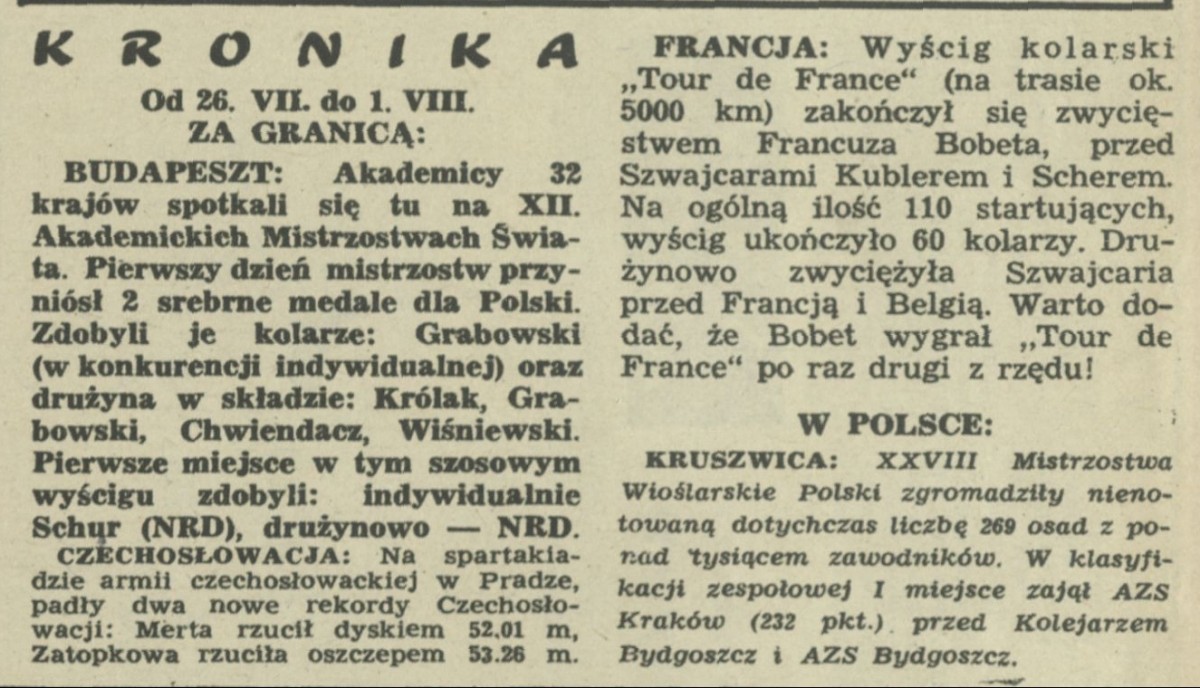 KRONIKA
Od 26. VII. do 1. VIII.
ZA GRANICĄ:
BUDAPESZT: Akademicy 32
krajów spotkali się tu na XII.
Akademickich Mistrzostwach Świa-
ta. Pierwszy dzień mistrzostw przy-
niósł 2 srebrne medale dla Polski.
Zdobyli je kolarze: Grabowski
(w konkurencji indywidualnej) oraz
drużyna w składzie: Królak, Gra-
bowski, Chwiendacz, Wiśniewski.
Pierwsze miejsce w tym szosowym
wyścigu zdobyli: indywidualnie
Schur (NRD), drużynowo — NRD.
CZECHOSŁOWACJA: Na spartakia-
dzie armii czechosłowackiej w Pradze,
padły dwa nowe rekordy Czechosło-
wacji: Merta rzucił dyskiem 52.01 m,
Zatopkowa rzuciła oszczepem 53.26 m.
FRANCJA: Wyścig kolarski
„Tour de France“ (na trasie ok.
5000 km) zakończył się zwycię-
stwem Francuza Bobeta, przed
Szwajcarami Kublerem i Scherem.
Na ogólną ilość 110 startujących,
wyścig ukończyło 60 kolarzy. Dru-
żynowo zwyciężyła Szwajcaria
przed Francją i Belgią. Warto do-
dać, że Bobet wygrał „Tour de
France“ po raz drugi z rzędu!
W POLSCE:
KRUSZWICA: XXVIII Mistrzostwa
Wioślarskie Polski zgromadziły nieno-
towaną dotychczas liczbę 269 osad z po-
nad tysiącem zawodników. W klasyfi-
kacji zespołowej I miejsce zajął AZS
Kraków (232 pkt.) przed Kolejarzem
Bydgoszcz i AZS Bydgoszcz.